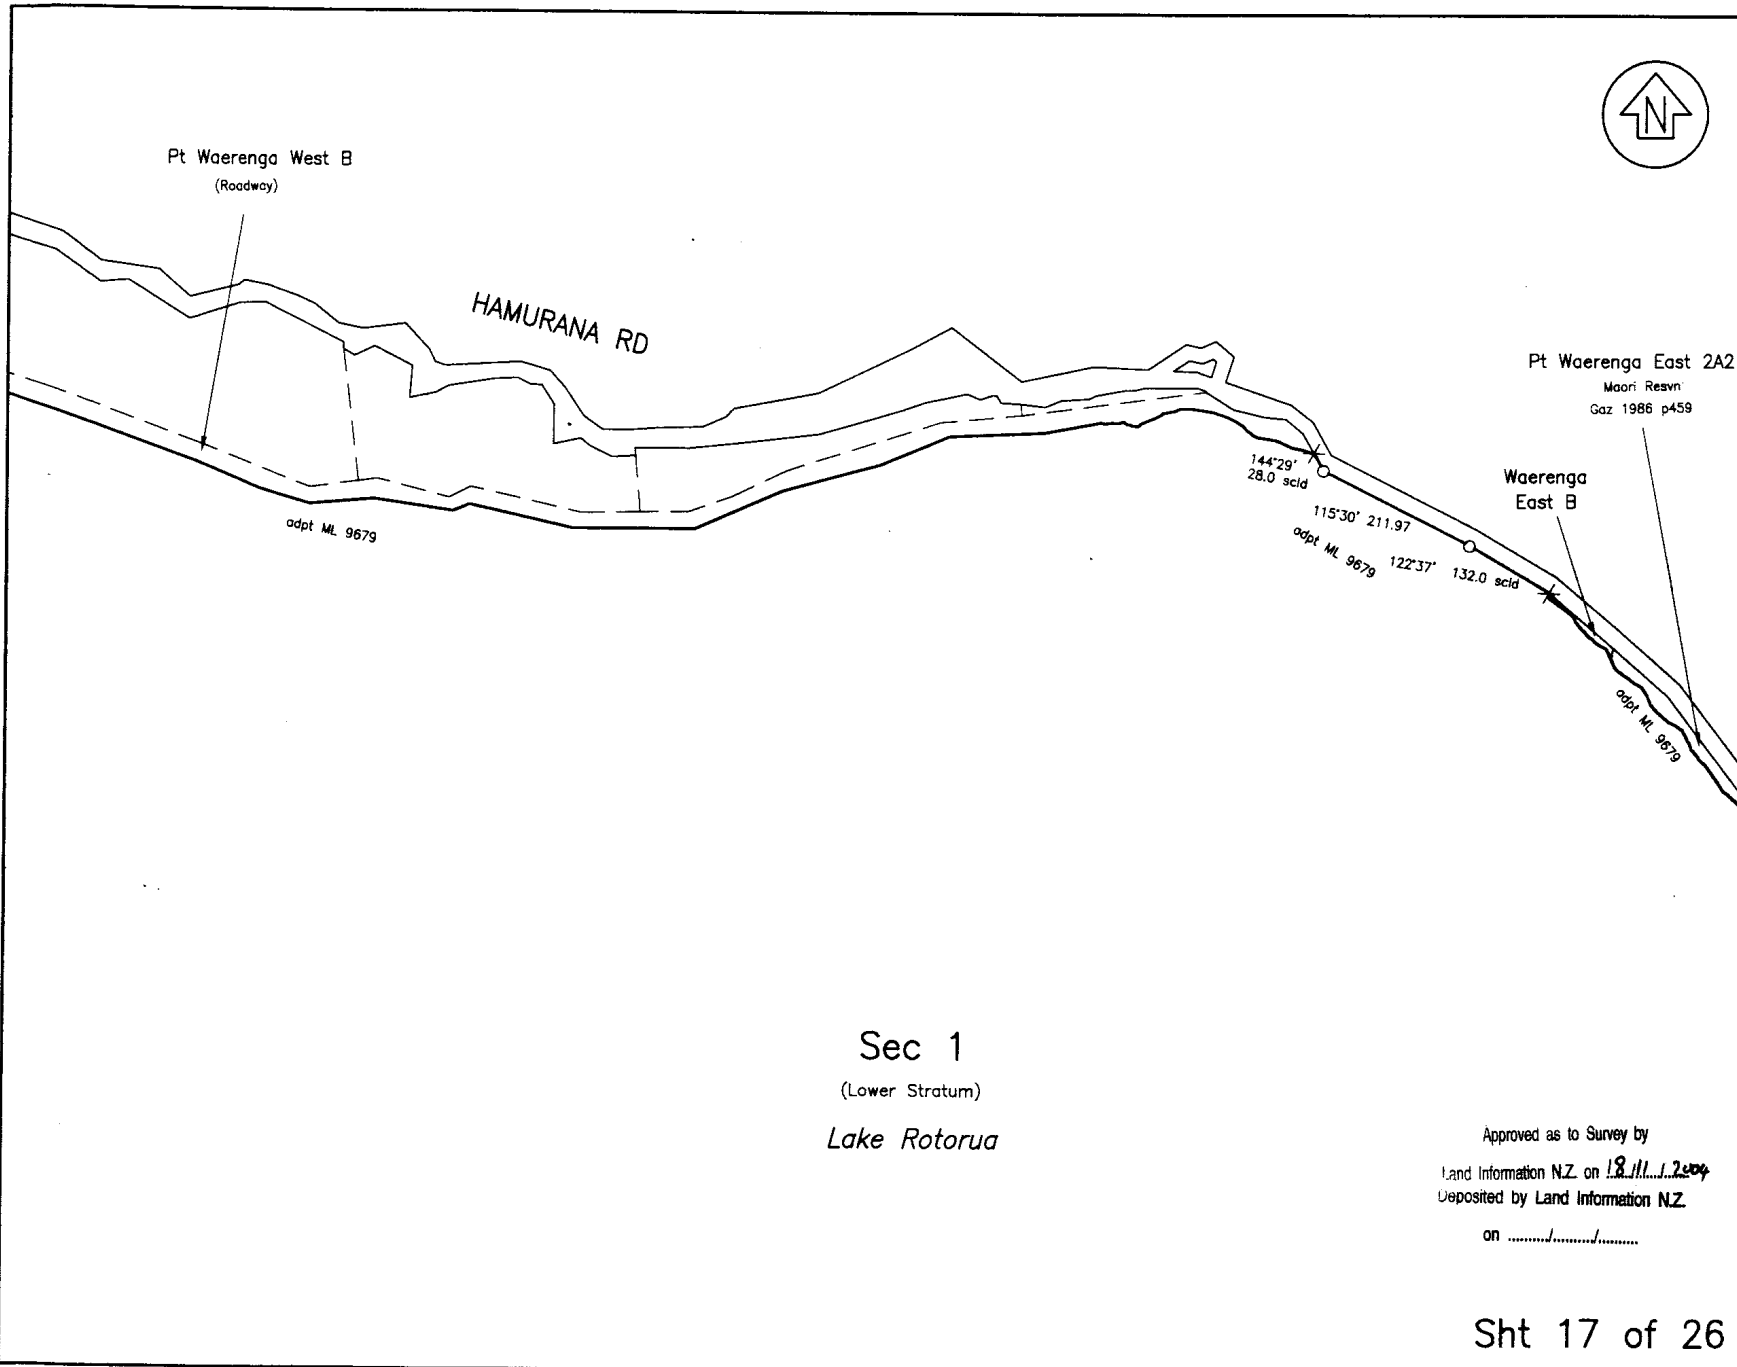 N
Pt Waerenga West B
(Roadway)
HAMURANA RD
Pt Waerenga East 2A2
Maori Resvn
Gaz 1986 p459
144°29'
28.0 scld
Waerenga
East B
115°30' 211.97
adpt ML 9679
122°37' 132.0 scld
adpt ML 9679
adpt ML 9679
Sec 1
(Lower Stratum)
Lake Rotorua
Approved as to Survey by
Land Information N.Z. on 18/11/2004
Deposited by Land Information N.Z.
on ........../........../..........
Sht 17 of 26